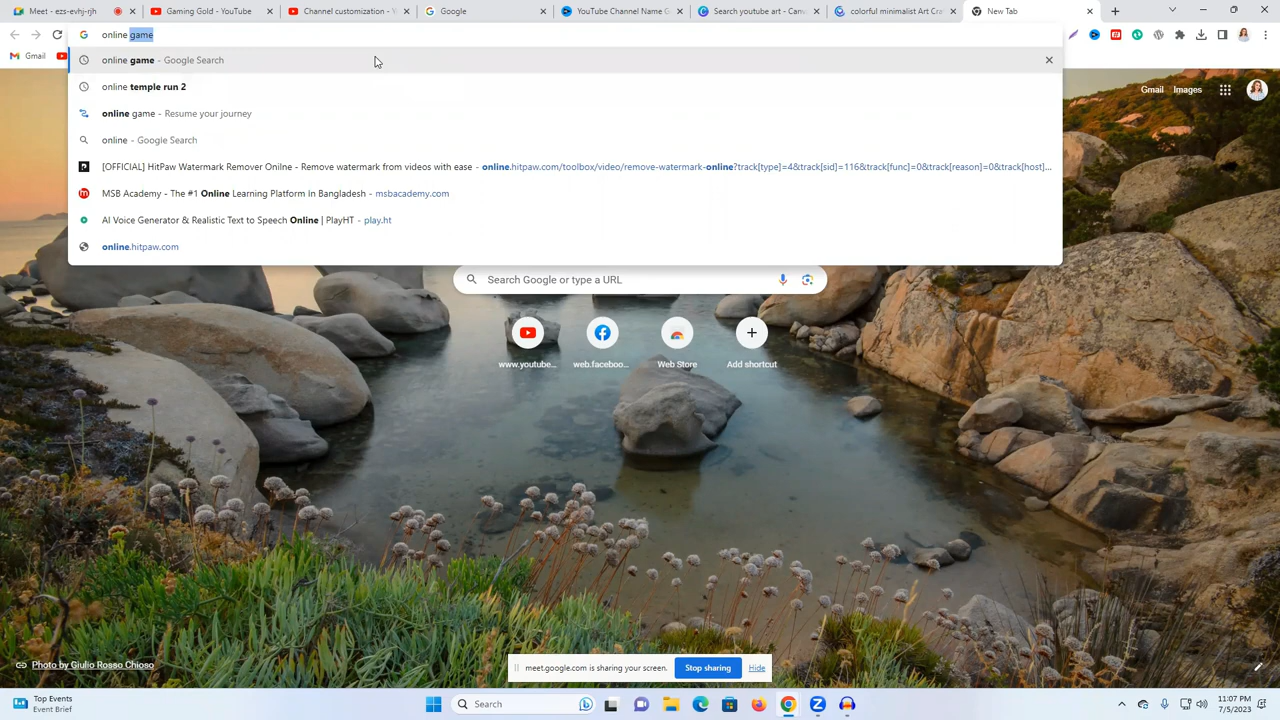 Meet - ezs-evhj-rjh
Gaming Gold - YouTube
Channel customization - Y
Google
YouTube Channel Name G
Search youtube art - Canv
colorful minimalist Art Cra
New Tab
online game
Gmail
online game - Google Search
online temple run 2
online game - Resume your journey
online - Google Search
[OFFICIAL] HitPaw Watermark Remover Onilne - Remove watermark from videos with ease - online.hitpaw.com/toolbox/video/remove-watermark-online?track[type]=4&track[sid]=116&track[func]=0&track[reason]=0&track[host]...
MSB Academy - The #1 Online Learning Platform In Bangladesh - msbacademy.com
AI Voice Generator & Realistic Text to Speech Online | PlayHT - play.ht
online.hitpaw.com
Gmail Images
Search Google or type a URL
www.youtube...
web.faceboo...
Web Store
Add shortcut
Photo by Giulio Rosso Chioso
meet.google.com is sharing your screen.
Stop sharing
Hide
Top Events
Event Brief
Search
11:07 PM
7/5/2023